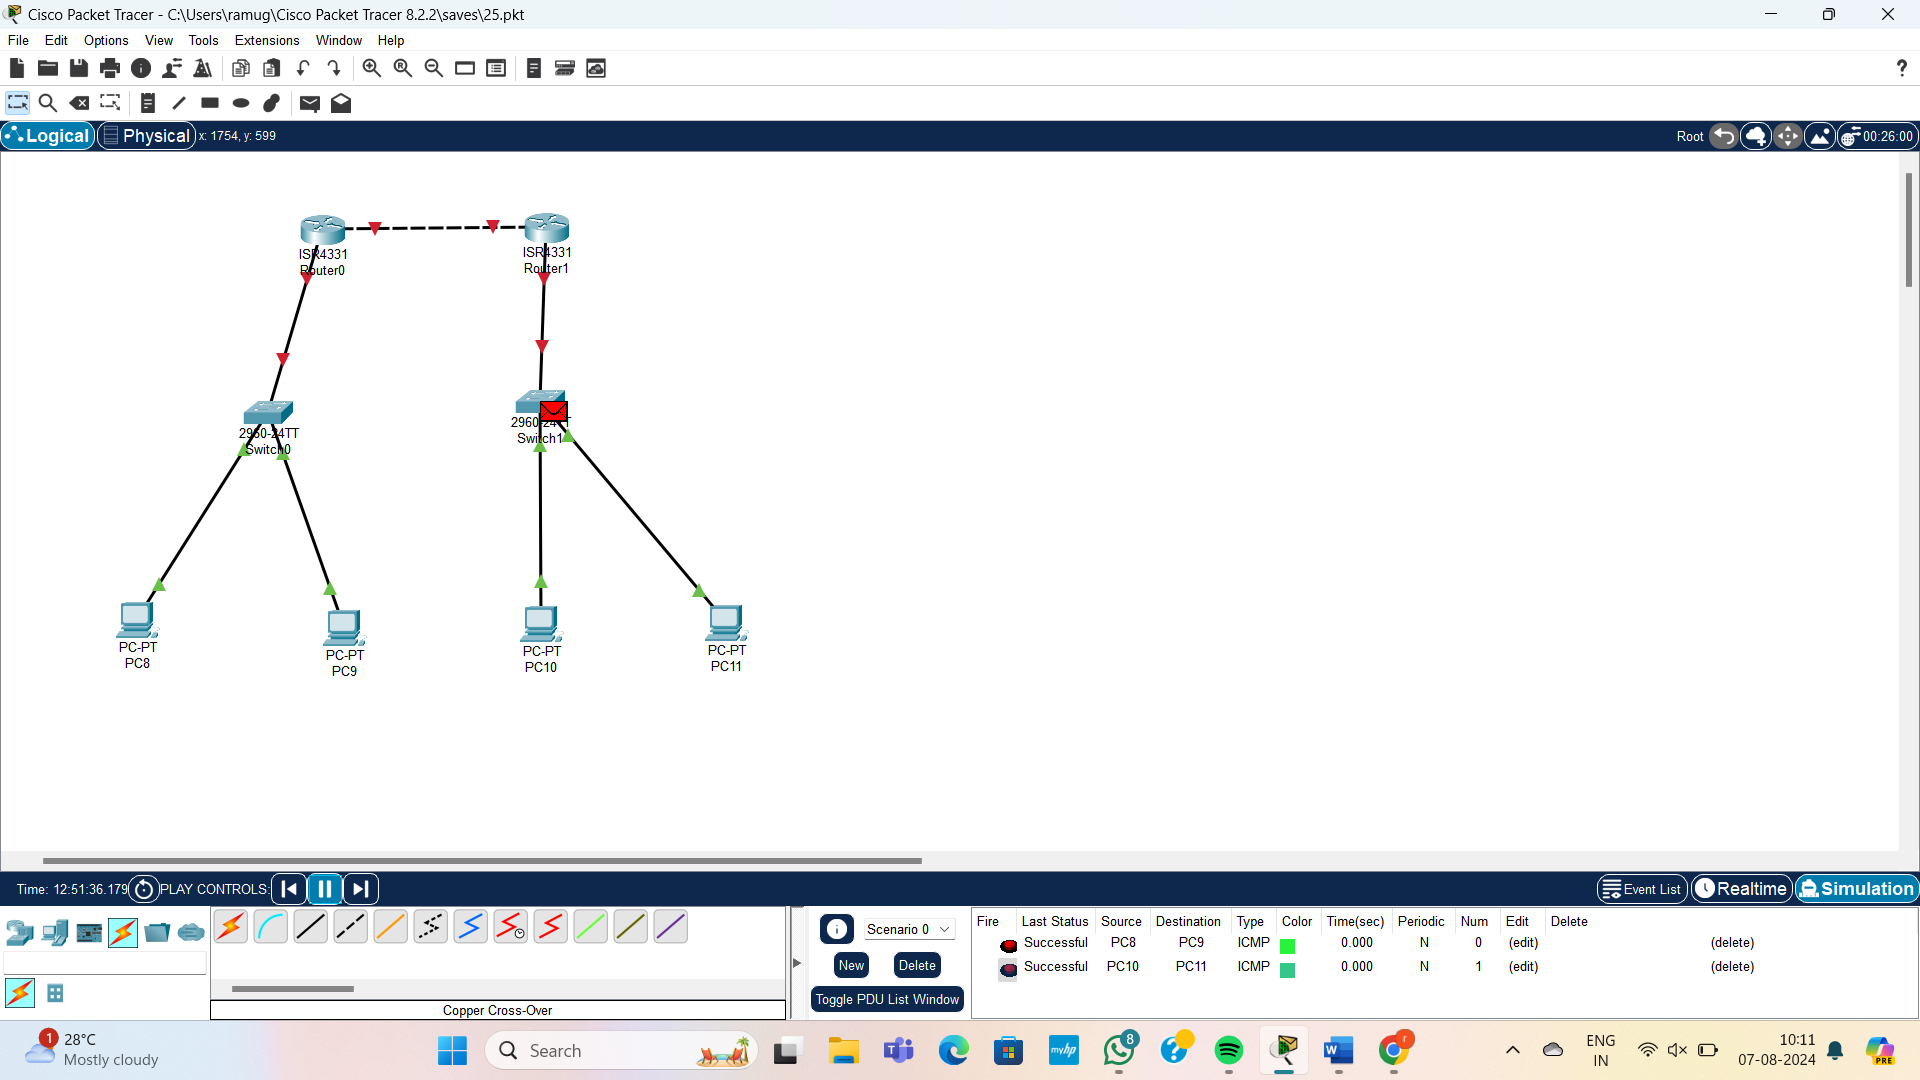 Cisco Packet Tracer - C:\Users\ramug\Cisco Packet Tracer 8.2.2\saves\25.pkt
File Edit Options View Tools Extensions Window Help
?
Logical Physical x: 1754, y: 599 Root 00:26:00
ISR4331
Router0
ISR4331
Router1
2960-24TT
Switch0
2960-24TT
Switch1
PC-PT
PC8
PC-PT
PC9
PC-PT
PC10
PC-PT
PC11
Time: 12:51:36.179 PLAY CONTROLS: Event List Realtime Simulation
Copper Cross-Over
Scenario 0
New Delete
Toggle PDU List Window
Fire Last Status Source Destination Type Color Time(sec) Periodic Num Edit Delete
Successful PC8 PC9 ICMP 0.000 N 0 (edit) (delete)
Successful PC10 PC11 ICMP 0.000 N 1 (edit) (delete)
1
28°C
Mostly cloudy
Search
myhp
8
?
W
r
ENG
IN
10:11
07-08-2024
PRE